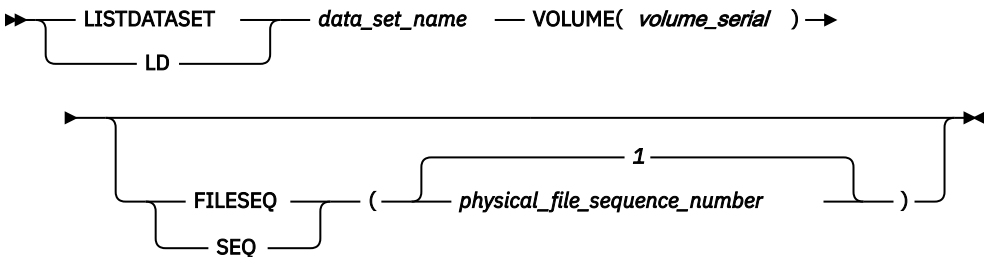 LISTDATASET data_set_name VOLUME( volume_serial )
LD
1
FILESEQ ( physical_file_sequence_number )
SEQ